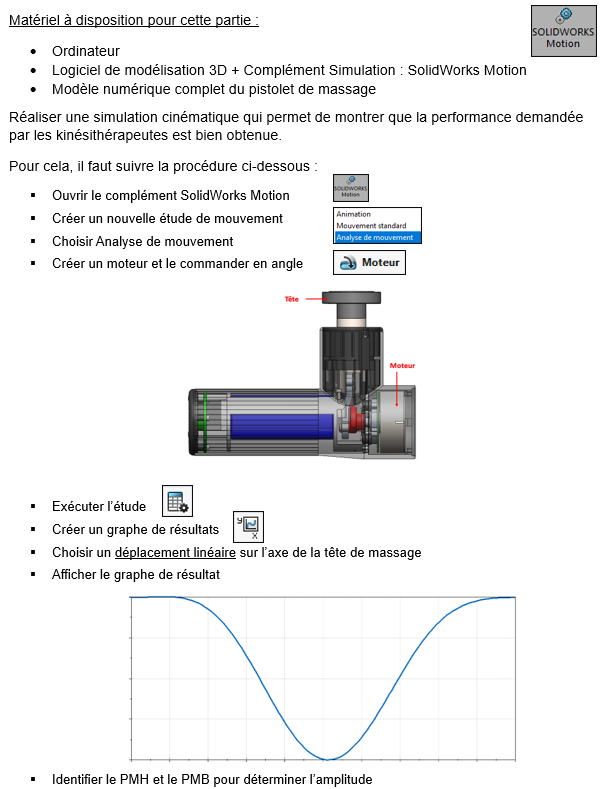 Matériel à disposition pour cette partie :
SOLIDWORKS
Motion
• Ordinateur
• Logiciel de modélisation 3D + Complément Simulation : SolidWorks Motion
• Modèle numérique complet du pistolet de massage
Réaliser une simulation cinématique qui permet de montrer que la performance demandée
par les kinésithérapeutes est bien obtenue.
Pour cela, il faut suivre la procédure ci-dessous :
▪ Ouvrir le complément SolidWorks Motion
SOLIDWORKS
Motion
▪ Créer un nouvelle étude de mouvement
Animation
Mouvement standard
Analyse de mouvement
▪ Choisir Analyse de mouvement
▪ Créer un moteur et le commander en angle
Moteur
Tête
Moteur
▪ Exécuter l'étude
▪ Créer un graphe de résultats
y
x
▪ Choisir un déplacement linéaire sur l'axe de la tête de massage
▪ Afficher le graphe de résultat
▪ Identifier le PMH et le PMB pour déterminer l'amplitude